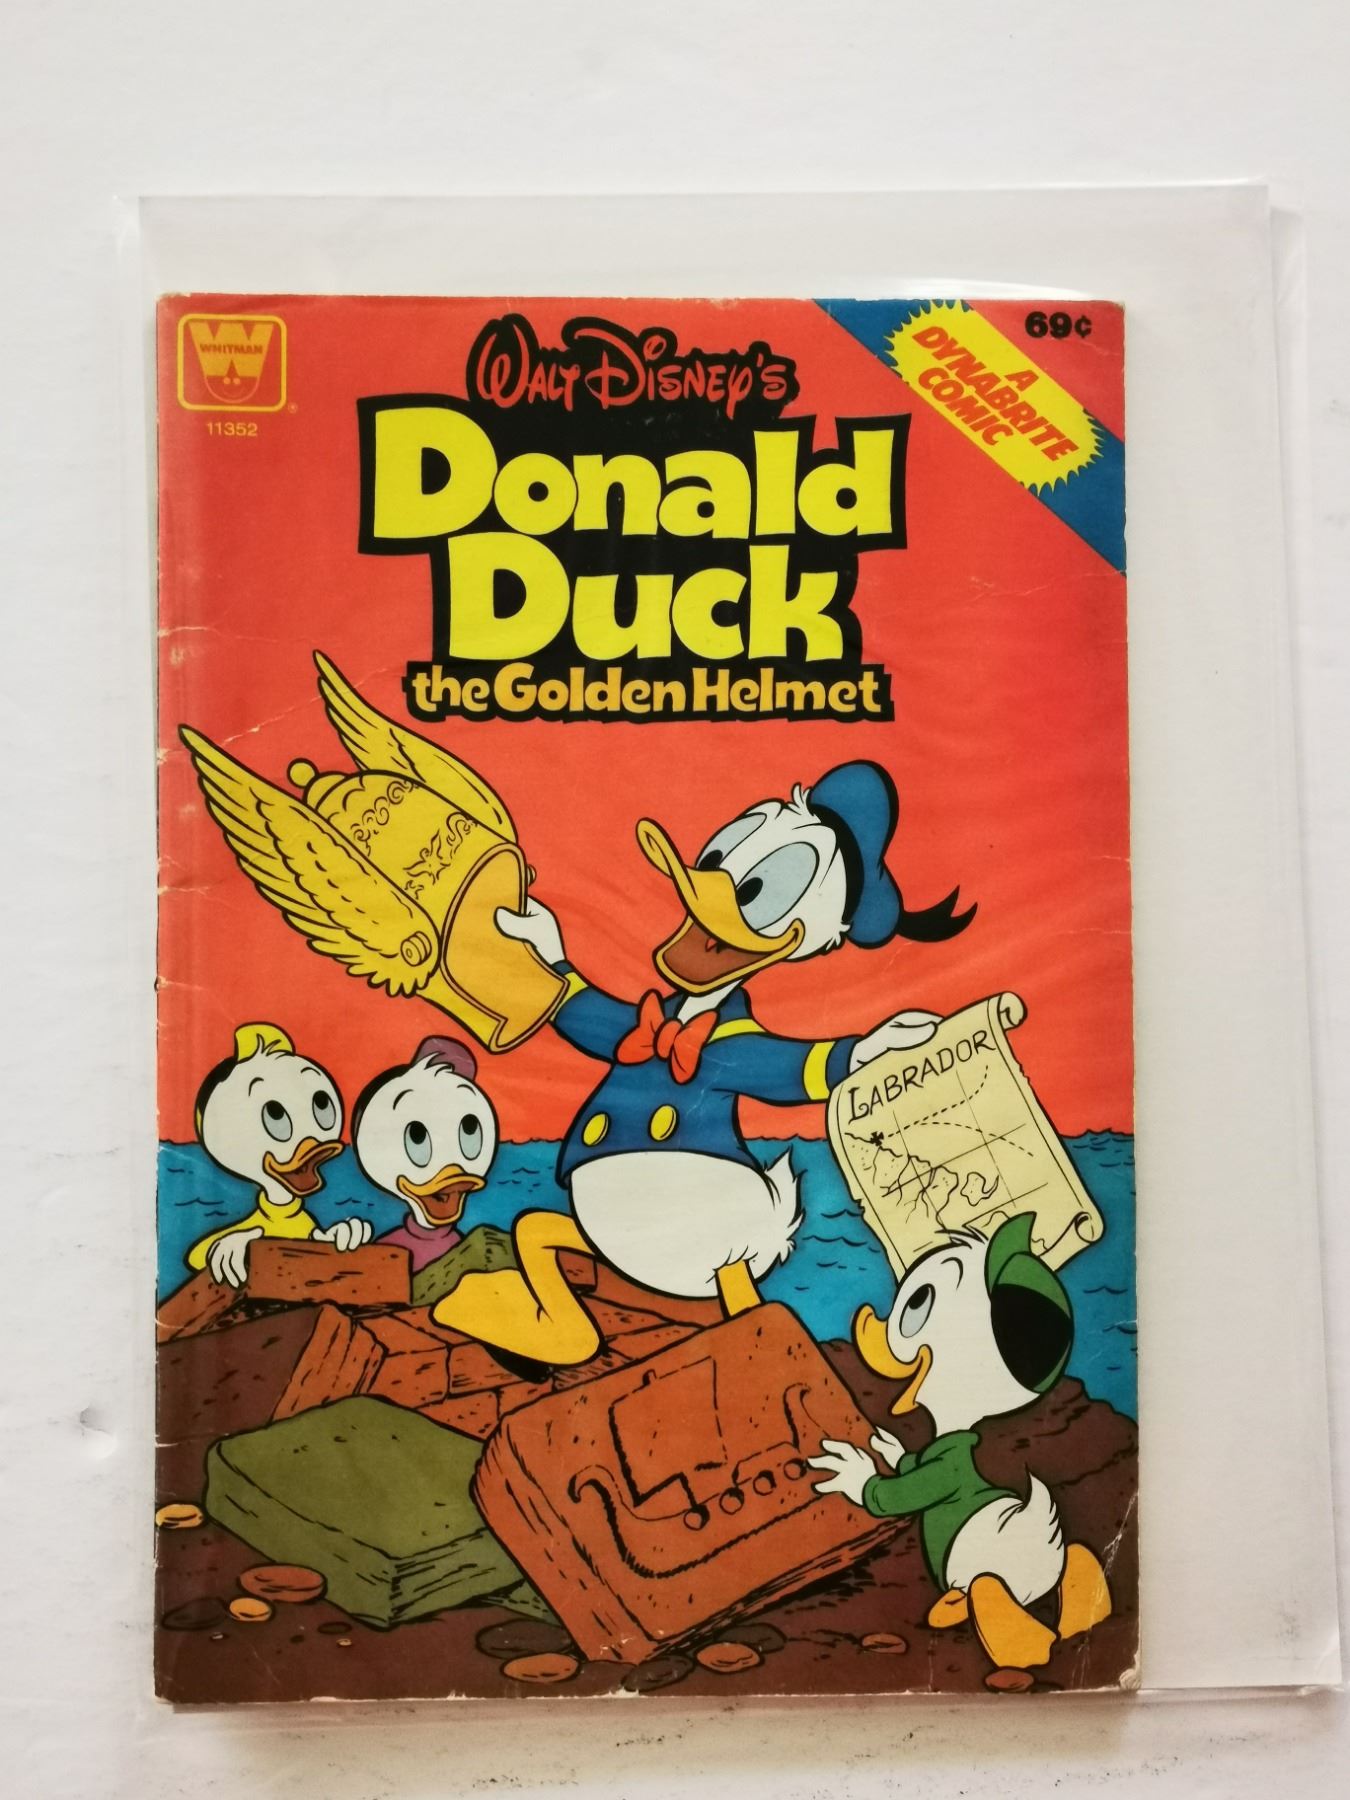 WHITMAN
11352
WALT DISNEY'S
Donald
Duck
the Golden Helmet
69¢
A
DYNABRITE
COMIC
LABRADOR